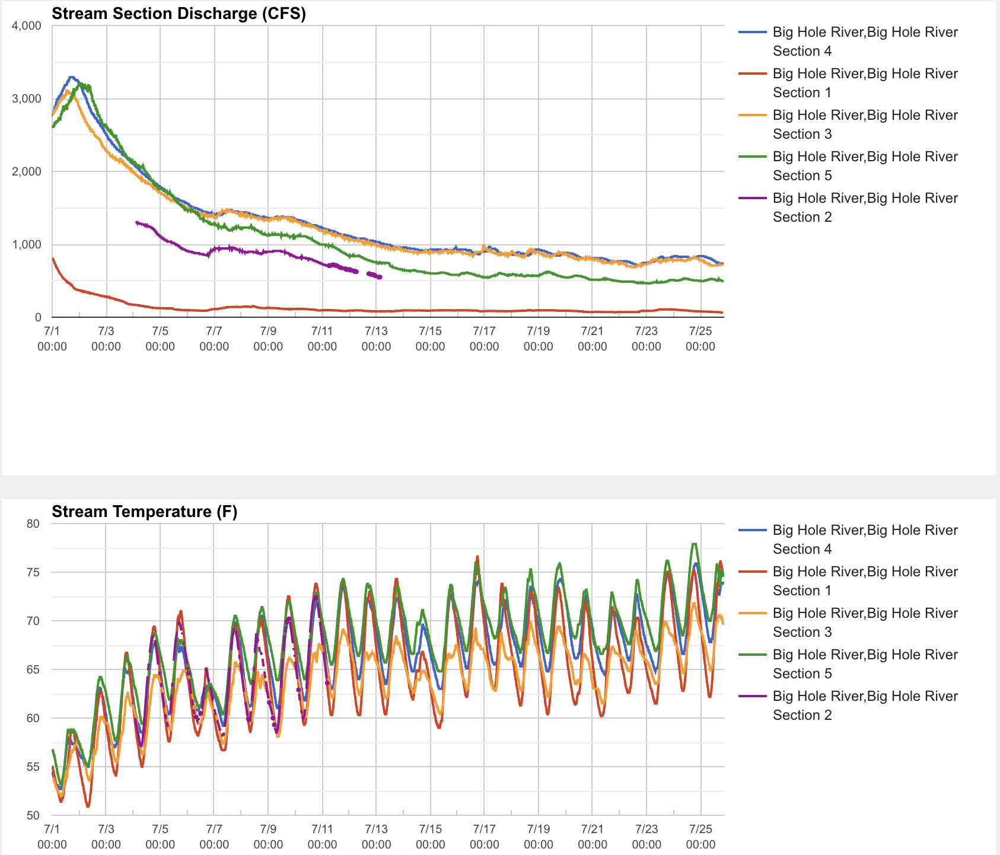 Stream Section Discharge (CFS)
4,000
3,000
2,000
1,000
0
7/1 7/3 7/5 7/7 7/9 7/11 7/13 7/15 7/17 7/19 7/21 7/23 7/25
00:00 00:00 00:00 00:00 00:00 00:00 00:00 00:00 00:00 00:00 00:00 00:00 00:00
Big Hole River,Big Hole River
Section 4
Big Hole River,Big Hole River
Section 1
Big Hole River,Big Hole River
Section 3
Big Hole River,Big Hole River
Section 5
Big Hole River,Big Hole River
Section 2
Stream Temperature (F)
80
75
70
65
60
55
50
7/1 7/3 7/5 7/7 7/9 7/11 7/13 7/15 7/17 7/19 7/21 7/23 7/25
00:00 00:00 00:00 00:00 00:00 00:00 00:00 00:00 00:00 00:00 00:00 00:00 00:00
Big Hole River,Big Hole River
Section 4
Big Hole River,Big Hole River
Section 1
Big Hole River,Big Hole River
Section 3
Big Hole River,Big Hole River
Section 5
Big Hole River,Big Hole River
Section 2